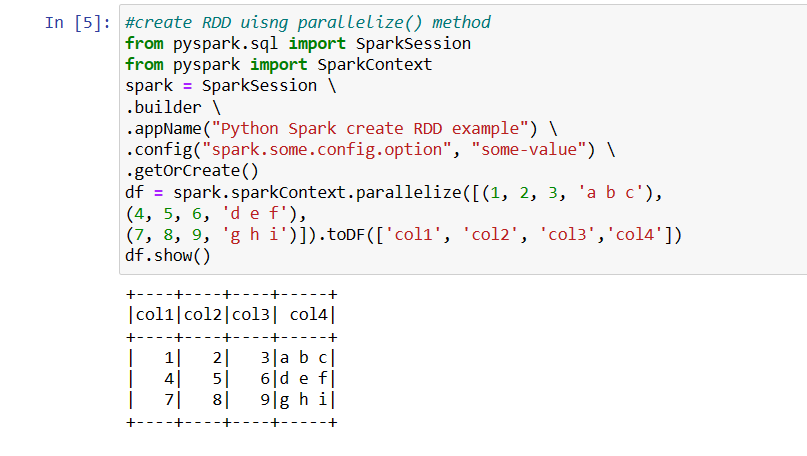 In [5]: #create RDD uisng parallelize() method
from pyspark.sql import SparkSession
from pyspark import SparkContext
spark = SparkSession \
.builder \
.appName("Python Spark create RDD example") \
.config("spark.some.config.option", "some-value") \
.getOrCreate()
df = spark.sparkContext.parallelize([(1, 2, 3, 'a b c'),
(4, 5, 6, 'd e f'),
(7, 8, 9, 'g h i')]).toDF(['col1', 'col2', 'col3','col4'])
df.show()
+----+----+----+-----+
|col1|col2|col3| col4|
+----+----+----+-----+
|   1|   2|   3|a b c|
|   4|   5|   6|d e f|
|   7|   8|   9|g h i|
+----+----+----+-----+